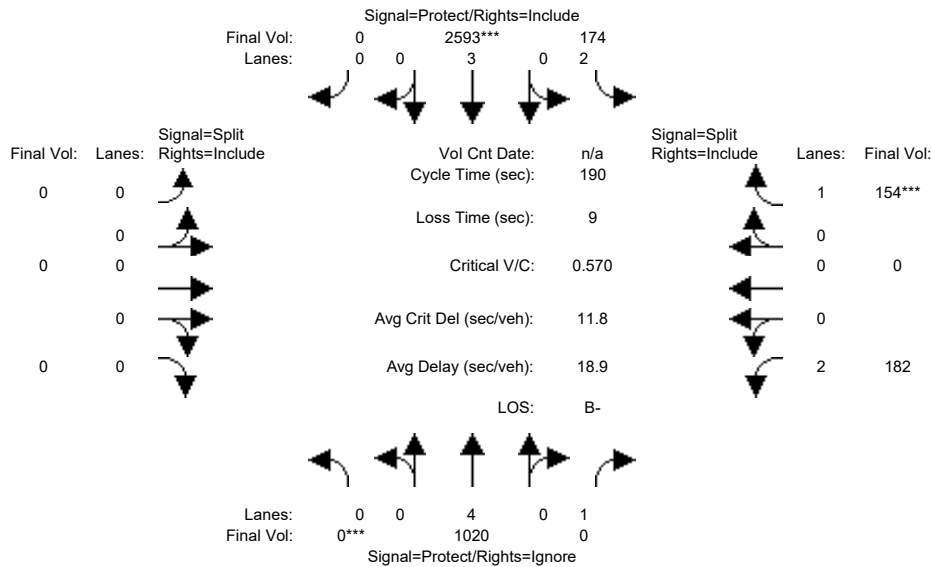 Signal=Protect/Rights=Include
Final Vol: 0 2593*** 174
Lanes: 0 0 3 0 2
Signal=Split Signal=Split
Final Vol: Lanes: Rights=Include Vol Cnt Date: n/a Rights=Include Lanes: Final Vol:
Cycle Time (sec): 190
0 0 1 154***
Loss Time (sec): 9
0 0
0 0 Critical V/C: 0.570 0 0
0 Avg Crit Del (sec/veh): 11.8 0
0 0 Avg Delay (sec/veh): 18.9 2 182
LOS: B-
Lanes: 0 0 4 0 1
Final Vol: 0*** 1020 0
Signal=Protect/Rights=Ignore